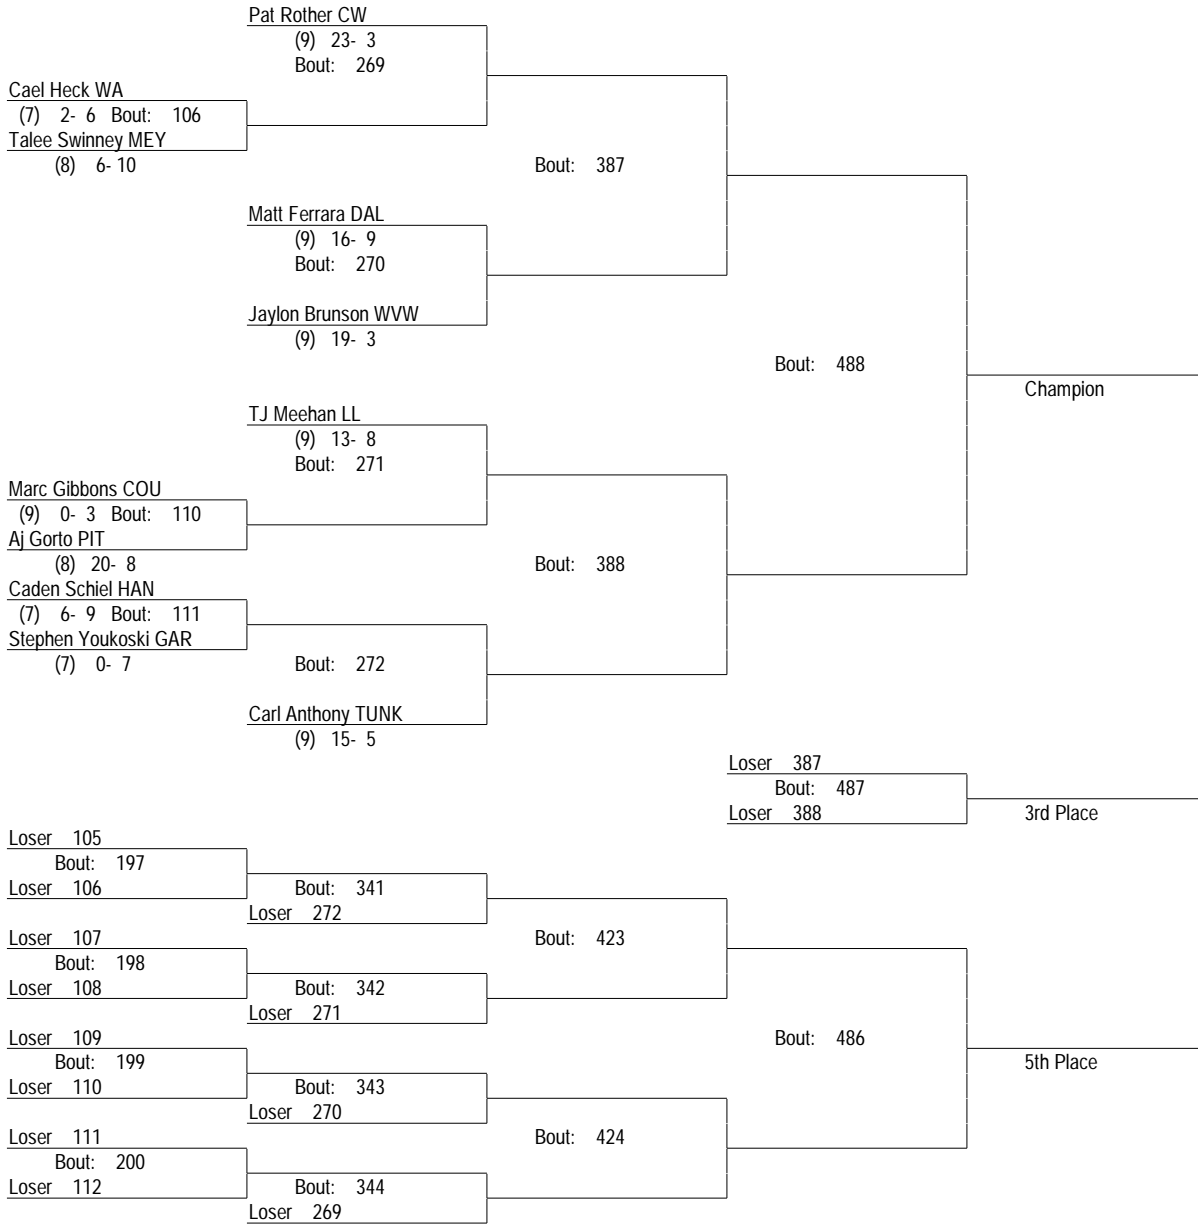 Pat Rother CW
(9) 23- 3
Bout: 269
Cael Heck WA
(7) 2- 6 Bout: 106
Talee Swinney MEY
(8) 6- 10
Bout: 387
Matt Ferrara DAL
(9) 16- 9
Bout: 270
Jaylon Brunson WVW
(9) 19- 3
Bout: 488
Champion
TJ Meehan LL
(9) 13- 8
Bout: 271
Marc Gibbons COU
(9) 0- 3 Bout: 110
Aj Gorto PIT
(8) 20- 8
Bout: 388
Caden Schiel HAN
(7) 6- 9 Bout: 111
Stephen Youkoski GAR
(7) 0- 7
Bout: 272
Carl Anthony TUNK
(9) 15- 5
Loser 387
Bout: 487
Loser 388
3rd Place
Loser 105
Bout: 197
Loser 106
Bout: 341
Loser 272
Loser 107
Bout: 423
Bout: 198
Loser 108
Bout: 342
Loser 271
Loser 109
Bout: 486
Bout: 199
5th Place
Loser 110
Bout: 343
Loser 270
Loser 111
Bout: 424
Bout: 200
Loser 112
Bout: 344
Loser 269